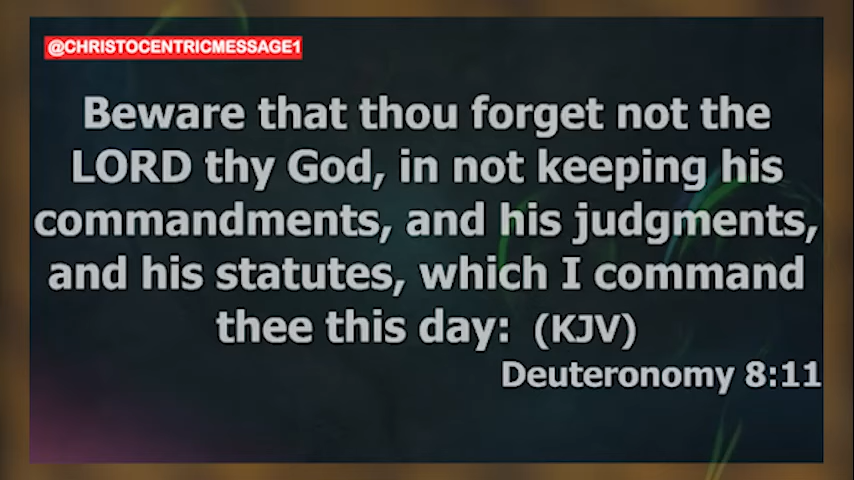 @CHRISTOCENTRICMESSAGE1
Beware that thou forget not the
LORD thy God, in not keeping his
commandments, and his judgments,
and his statutes, which I command
thee this day: (KJV)
Deuteronomy 8:11